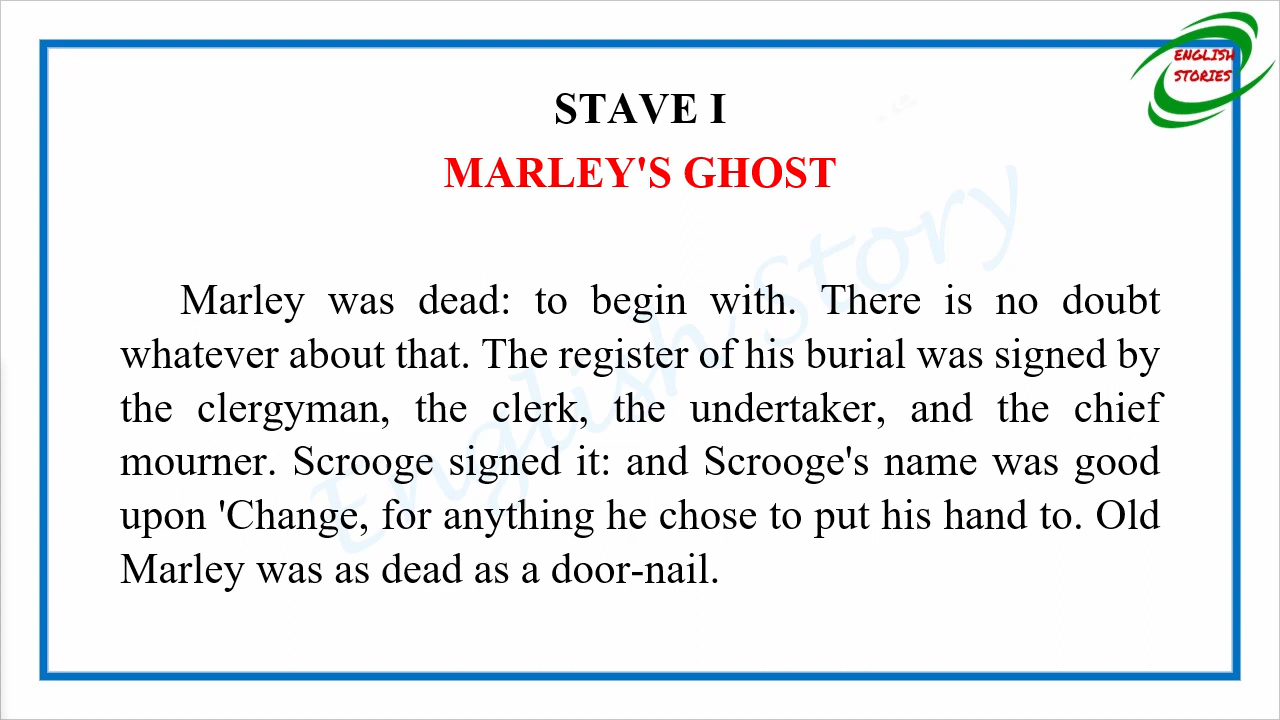 ENGLISH
STORIES
STAVE I
MARLEY'S GHOST
Marley was dead: to begin with. There is no doubt
whatever about that. The register of his burial was signed by
the clergyman, the clerk, the undertaker, and the chief
mourner. Scrooge signed it: and Scrooge's name was good
upon 'Change, for anything he chose to put his hand to. Old
Marley was as dead as a door-nail.
English Story